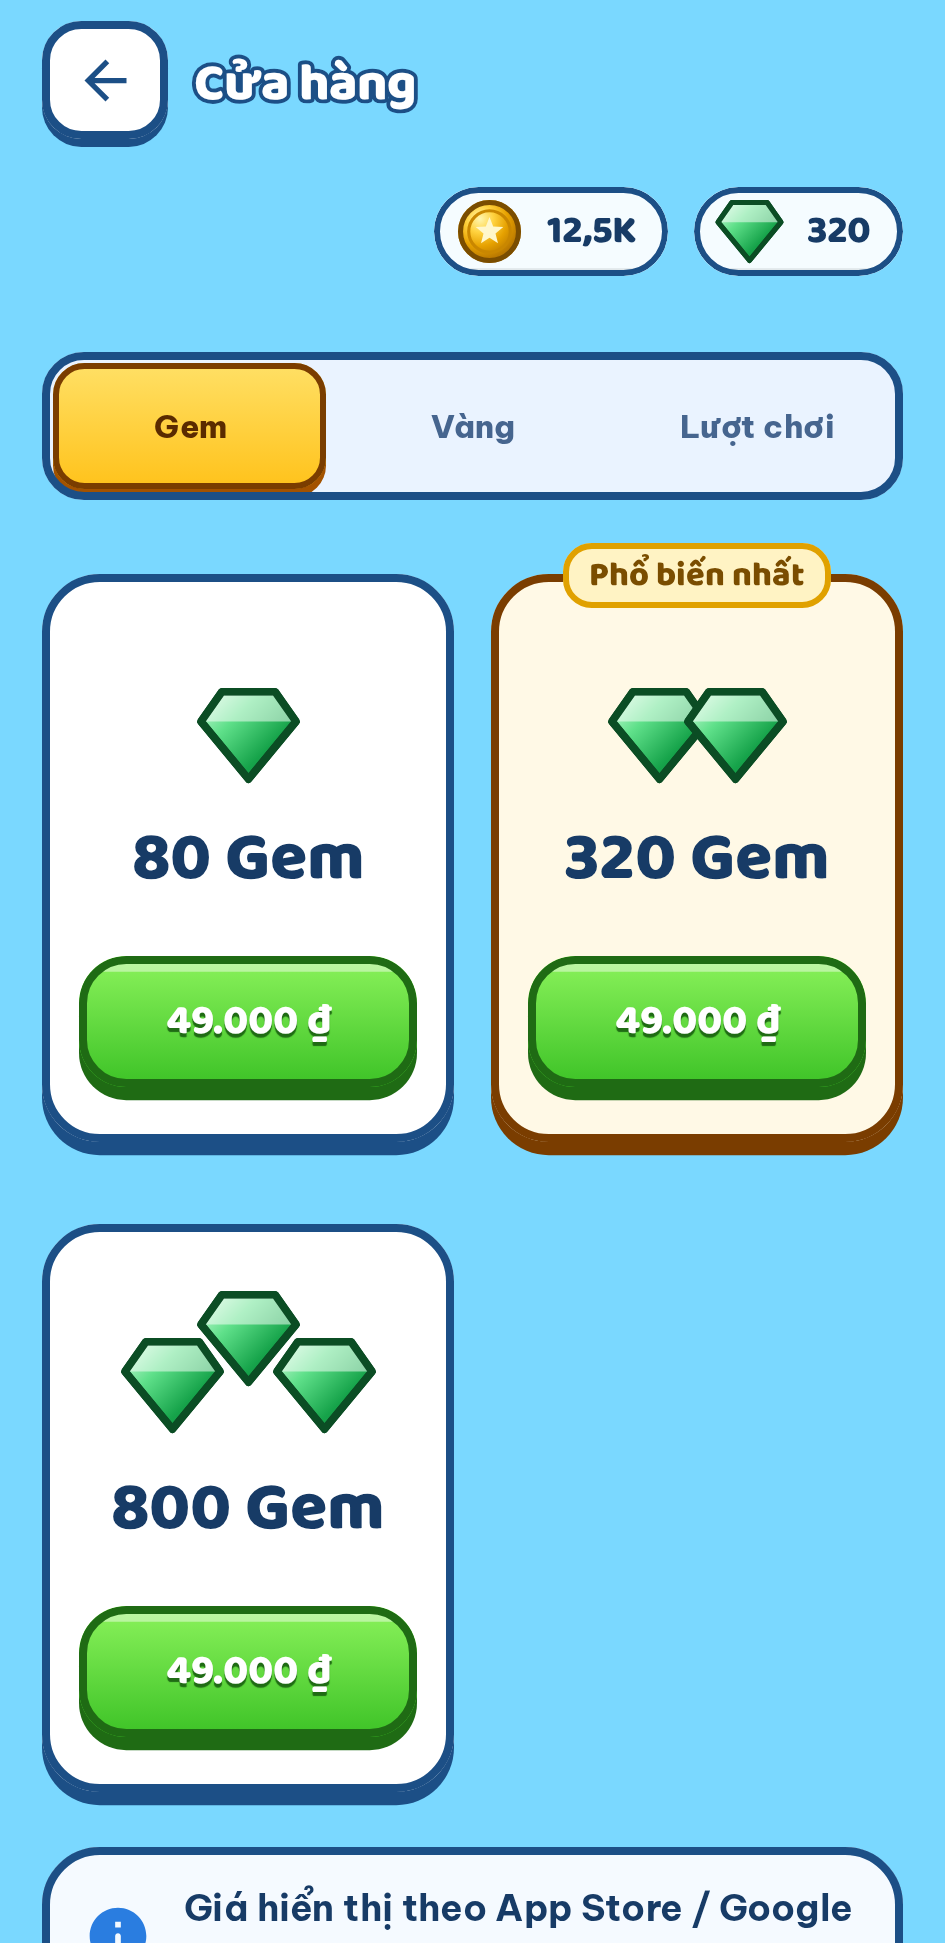 Cửa hàng
12,5K
320
Gem
Vàng
Lượt chơi
Phổ biến nhất
80 Gem
320 Gem
49.000 ₫
49.000 ₫
800 Gem
49.000 ₫
Giá hiển thị theo App Store / Google